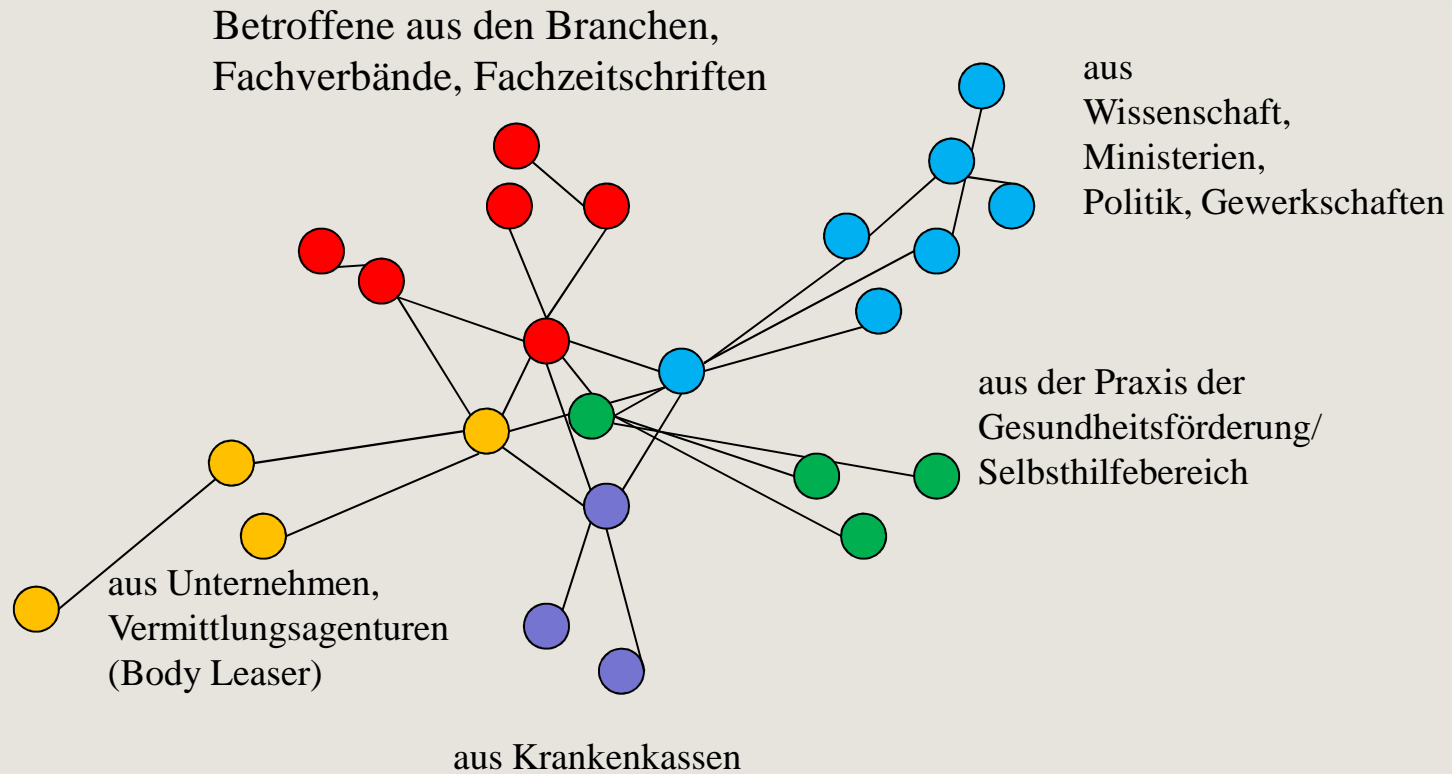 Betroffene aus den Branchen,
Fachverbände, Fachzeitschriften
aus
Wissenschaft,
Ministerien,
Politik, Gewerkschaften
aus der Praxis der
Gesundheitsförderung/
Selbsthilfebereich
aus Unternehmen,
Vermittlungsagenturen
(Body Leaser)
aus Krankenkassen